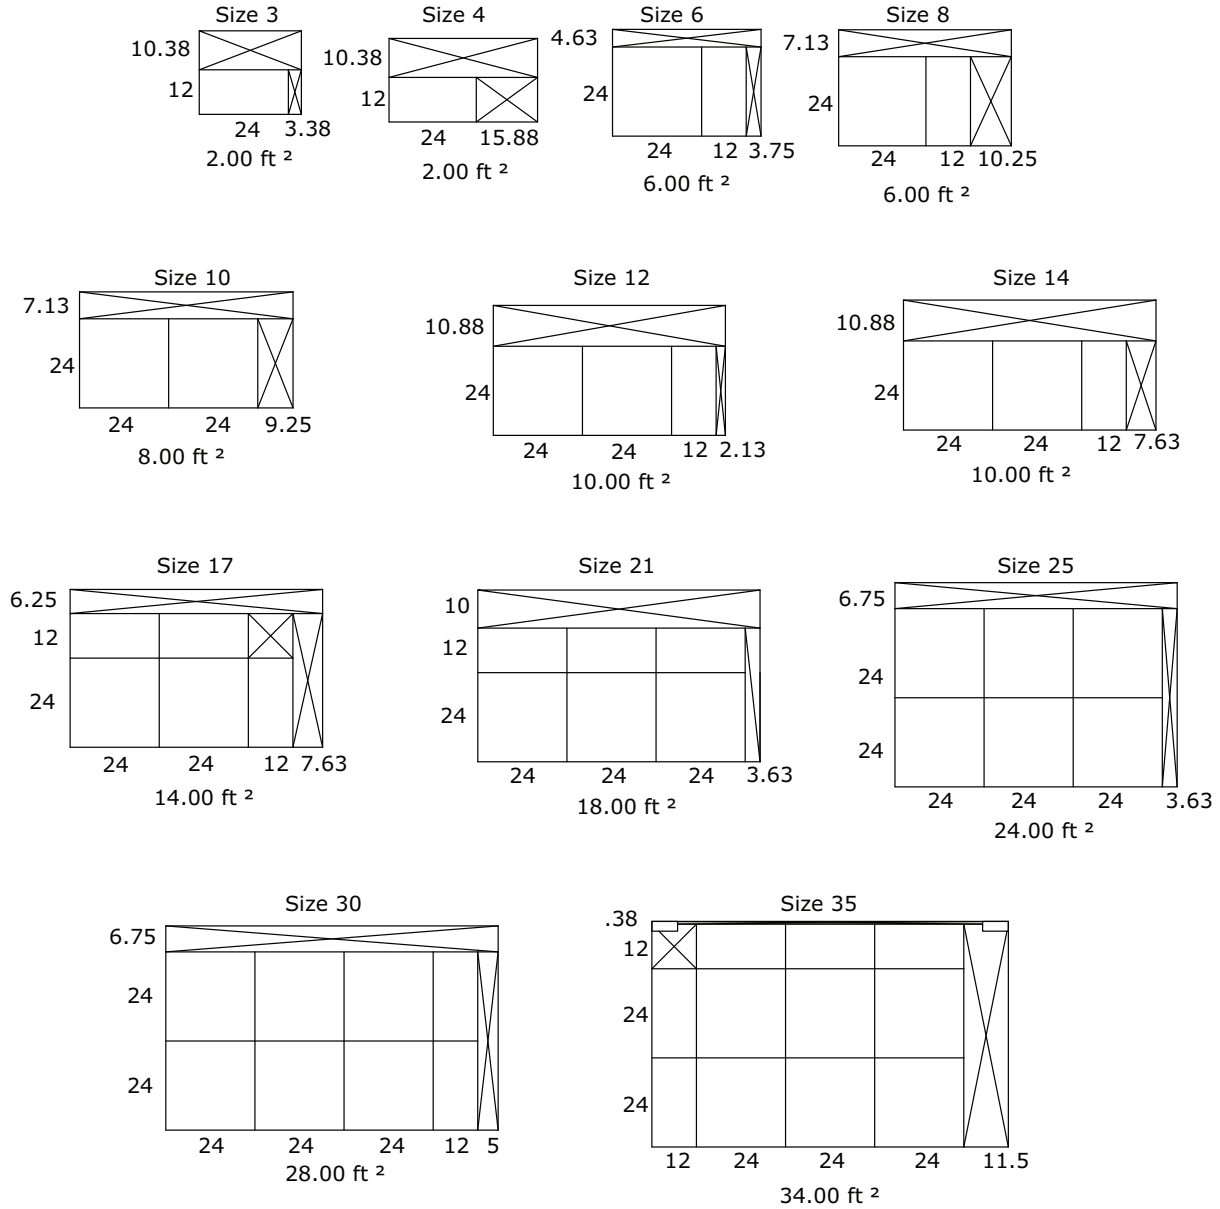 Size 3
10.38
12
24 3.38
2.00 ft ²
Size 4
10.38
12
24 15.88
2.00 ft ²
Size 6
4.63
24
24 12 3.75
6.00 ft ²
Size 8
7.13
24
24 12 10.25
6.00 ft ²
Size 10
7.13
24
24 24 9.25
8.00 ft ²
Size 12
10.88
24
24 24 12 2.13
10.00 ft ²
Size 14
10.88
24
24 24 12 7.63
10.00 ft ²
Size 17
6.25
12
24
24 24 12 7.63
14.00 ft ²
Size 21
10
12
24
24 24 24 3.63
18.00 ft ²
Size 25
6.75
24
24
24 24 24 3.63
24.00 ft ²
Size 30
6.75
24
24
24 24 24 12 5
28.00 ft ²
Size 35
.38
12
24
24
12 24 24 24 11.5
34.00 ft ²